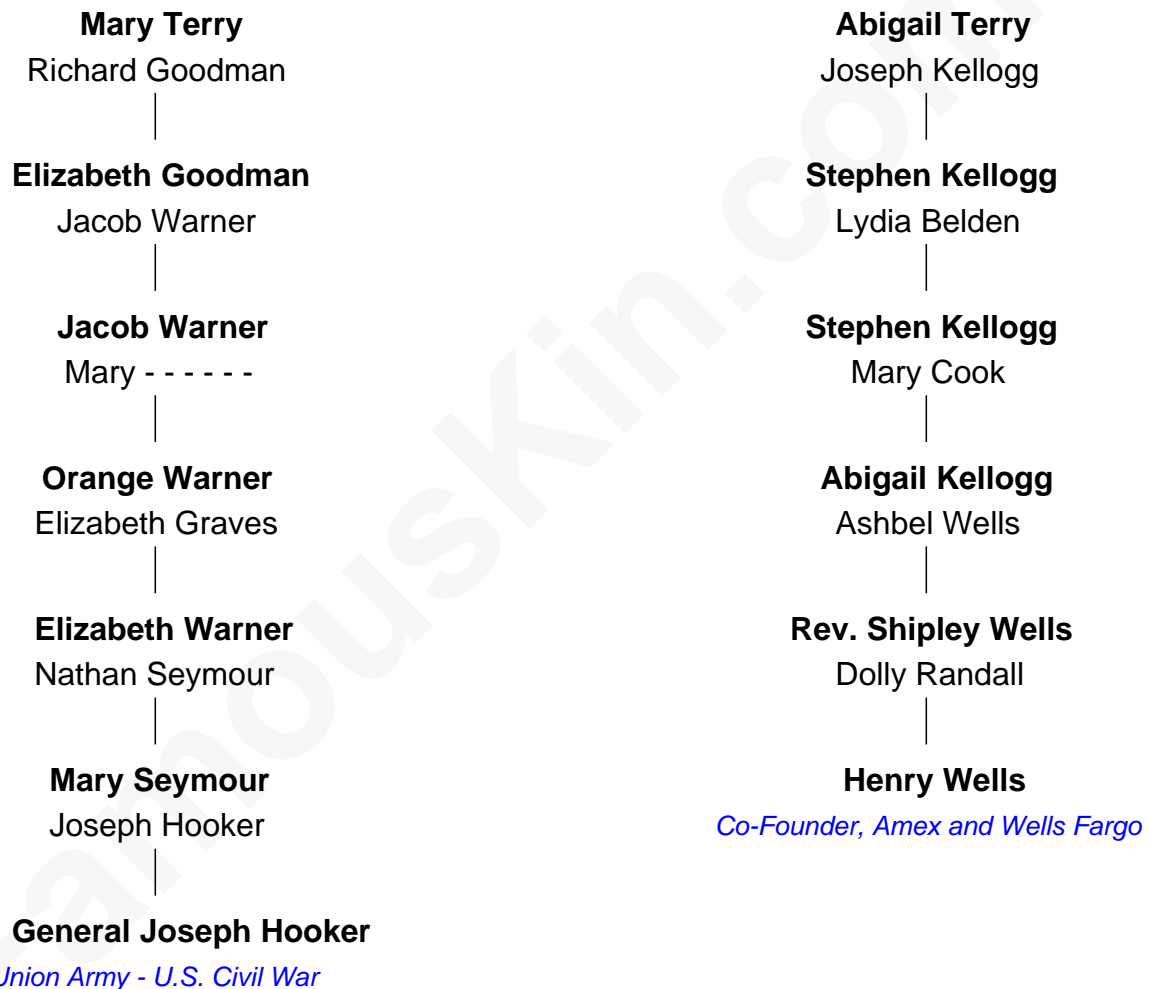 Mary Terry
Richard Goodman
Elizabeth Goodman
Jacob Warner
Jacob Warner
Mary - - - - - -
Orange Warner
Elizabeth Graves
Elizabeth Warner
Nathan Seymour
Mary Seymour
Joseph Hooker
General Joseph Hooker
Union Army - U.S. Civil War
Abigail Terry
Joseph Kellogg
Stephen Kellogg
Lydia Belden
Stephen Kellogg
Mary Cook
Abigail Kellogg
Ashbel Wells
Rev. Shipley Wells
Dolly Randall
Henry Wells
Co-Founder, Amex and Wells Fargo
FamousKin.com